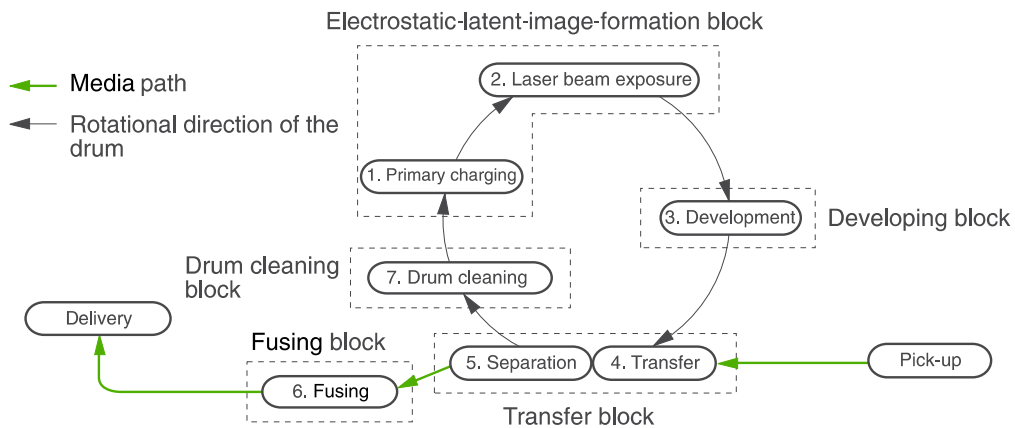 Electrostatic-latent-image-formation block
Media path
Rotational direction of the
drum
2. Laser beam exposure
1. Primary charging
3. Development
Developing block
Drum cleaning
block
7. Drum cleaning
Delivery
Fusing block
5. Separation
4. Transfer
Pick-up
6. Fusing
Transfer block